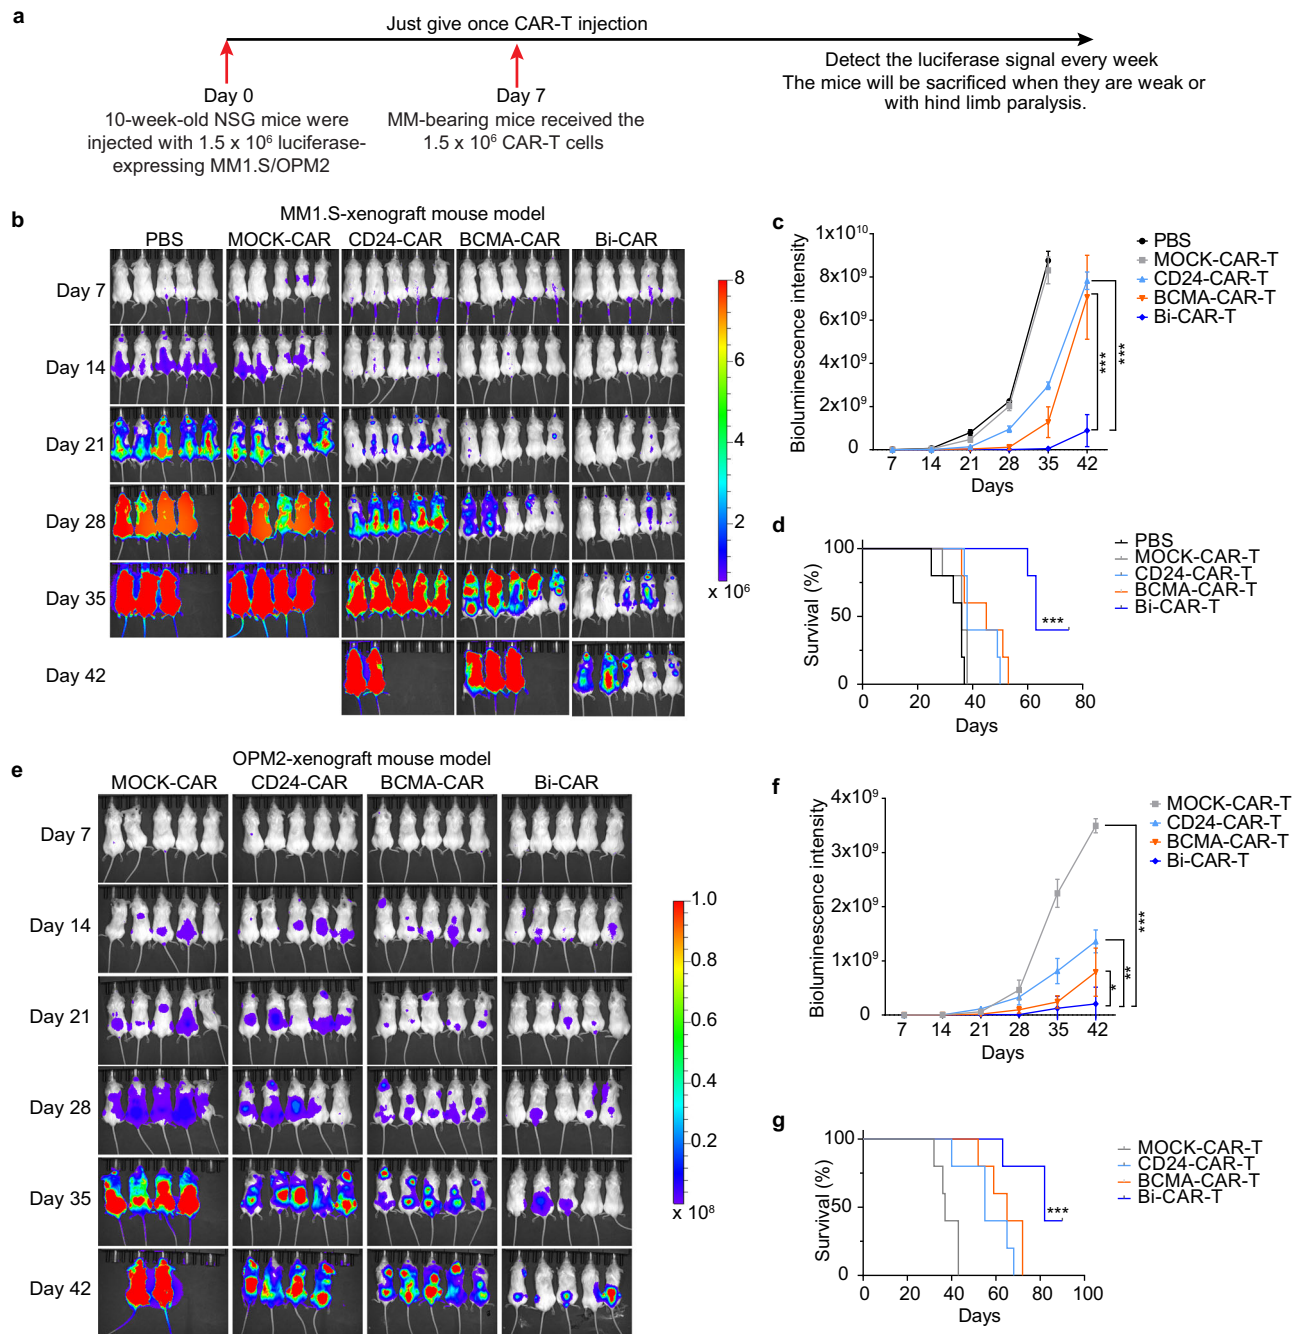 a
Just give once CAR-T injection
Day 0
10-week-old NSG mice were
injected with 1.5 x 10⁶ luciferase-
expressing MM1.S/OPM2
Day 7
MM-bearing mice received the
1.5 x 10⁶ CAR-T cells
Detect the luciferase signal every week
The mice will be sacrificed when they are weak or
with hind limb paralysis.
b
MM1.S-xenograft mouse model
PBS MOCK-CAR CD24-CAR BCMA-CAR Bi-CAR
Day 7
Day 14
Day 21
Day 28
Day 35
Day 42
8
6
4
2
x 10⁶
c
Bioluminescence intensity
1x10¹⁰
8x10⁹
6x10⁹
4x10⁹
2x10⁹
0
7 14 21 28 35 42
Days
PBS
MOCK-CAR-T
CD24-CAR-T
BCMA-CAR-T
Bi-CAR-T
***
***
d
Survival (%)
100
50
0
0 20 40 60 80
Days
***
PBS
MOCK-CAR-T
CD24-CAR-T
BCMA-CAR-T
Bi-CAR-T
e
OPM2-xenograft mouse model
MOCK-CAR CD24-CAR BCMA-CAR Bi-CAR
Day 7
Day 14
Day 21
Day 28
Day 35
Day 42
1.0
0.8
0.6
0.4
0.2
x 10⁸
f
Bioluminescence intensity
4x10⁹
3x10⁹
2x10⁹
1x10⁹
0
7 14 21 28 35 42
Days
MOCK-CAR-T
CD24-CAR-T
BCMA-CAR-T
Bi-CAR-T
*
**
***
g
Survival (%)
100
50
0
0 20 40 60 80 100
Days
***
MOCK-CAR-T
CD24-CAR-T
BCMA-CAR-T
Bi-CAR-T